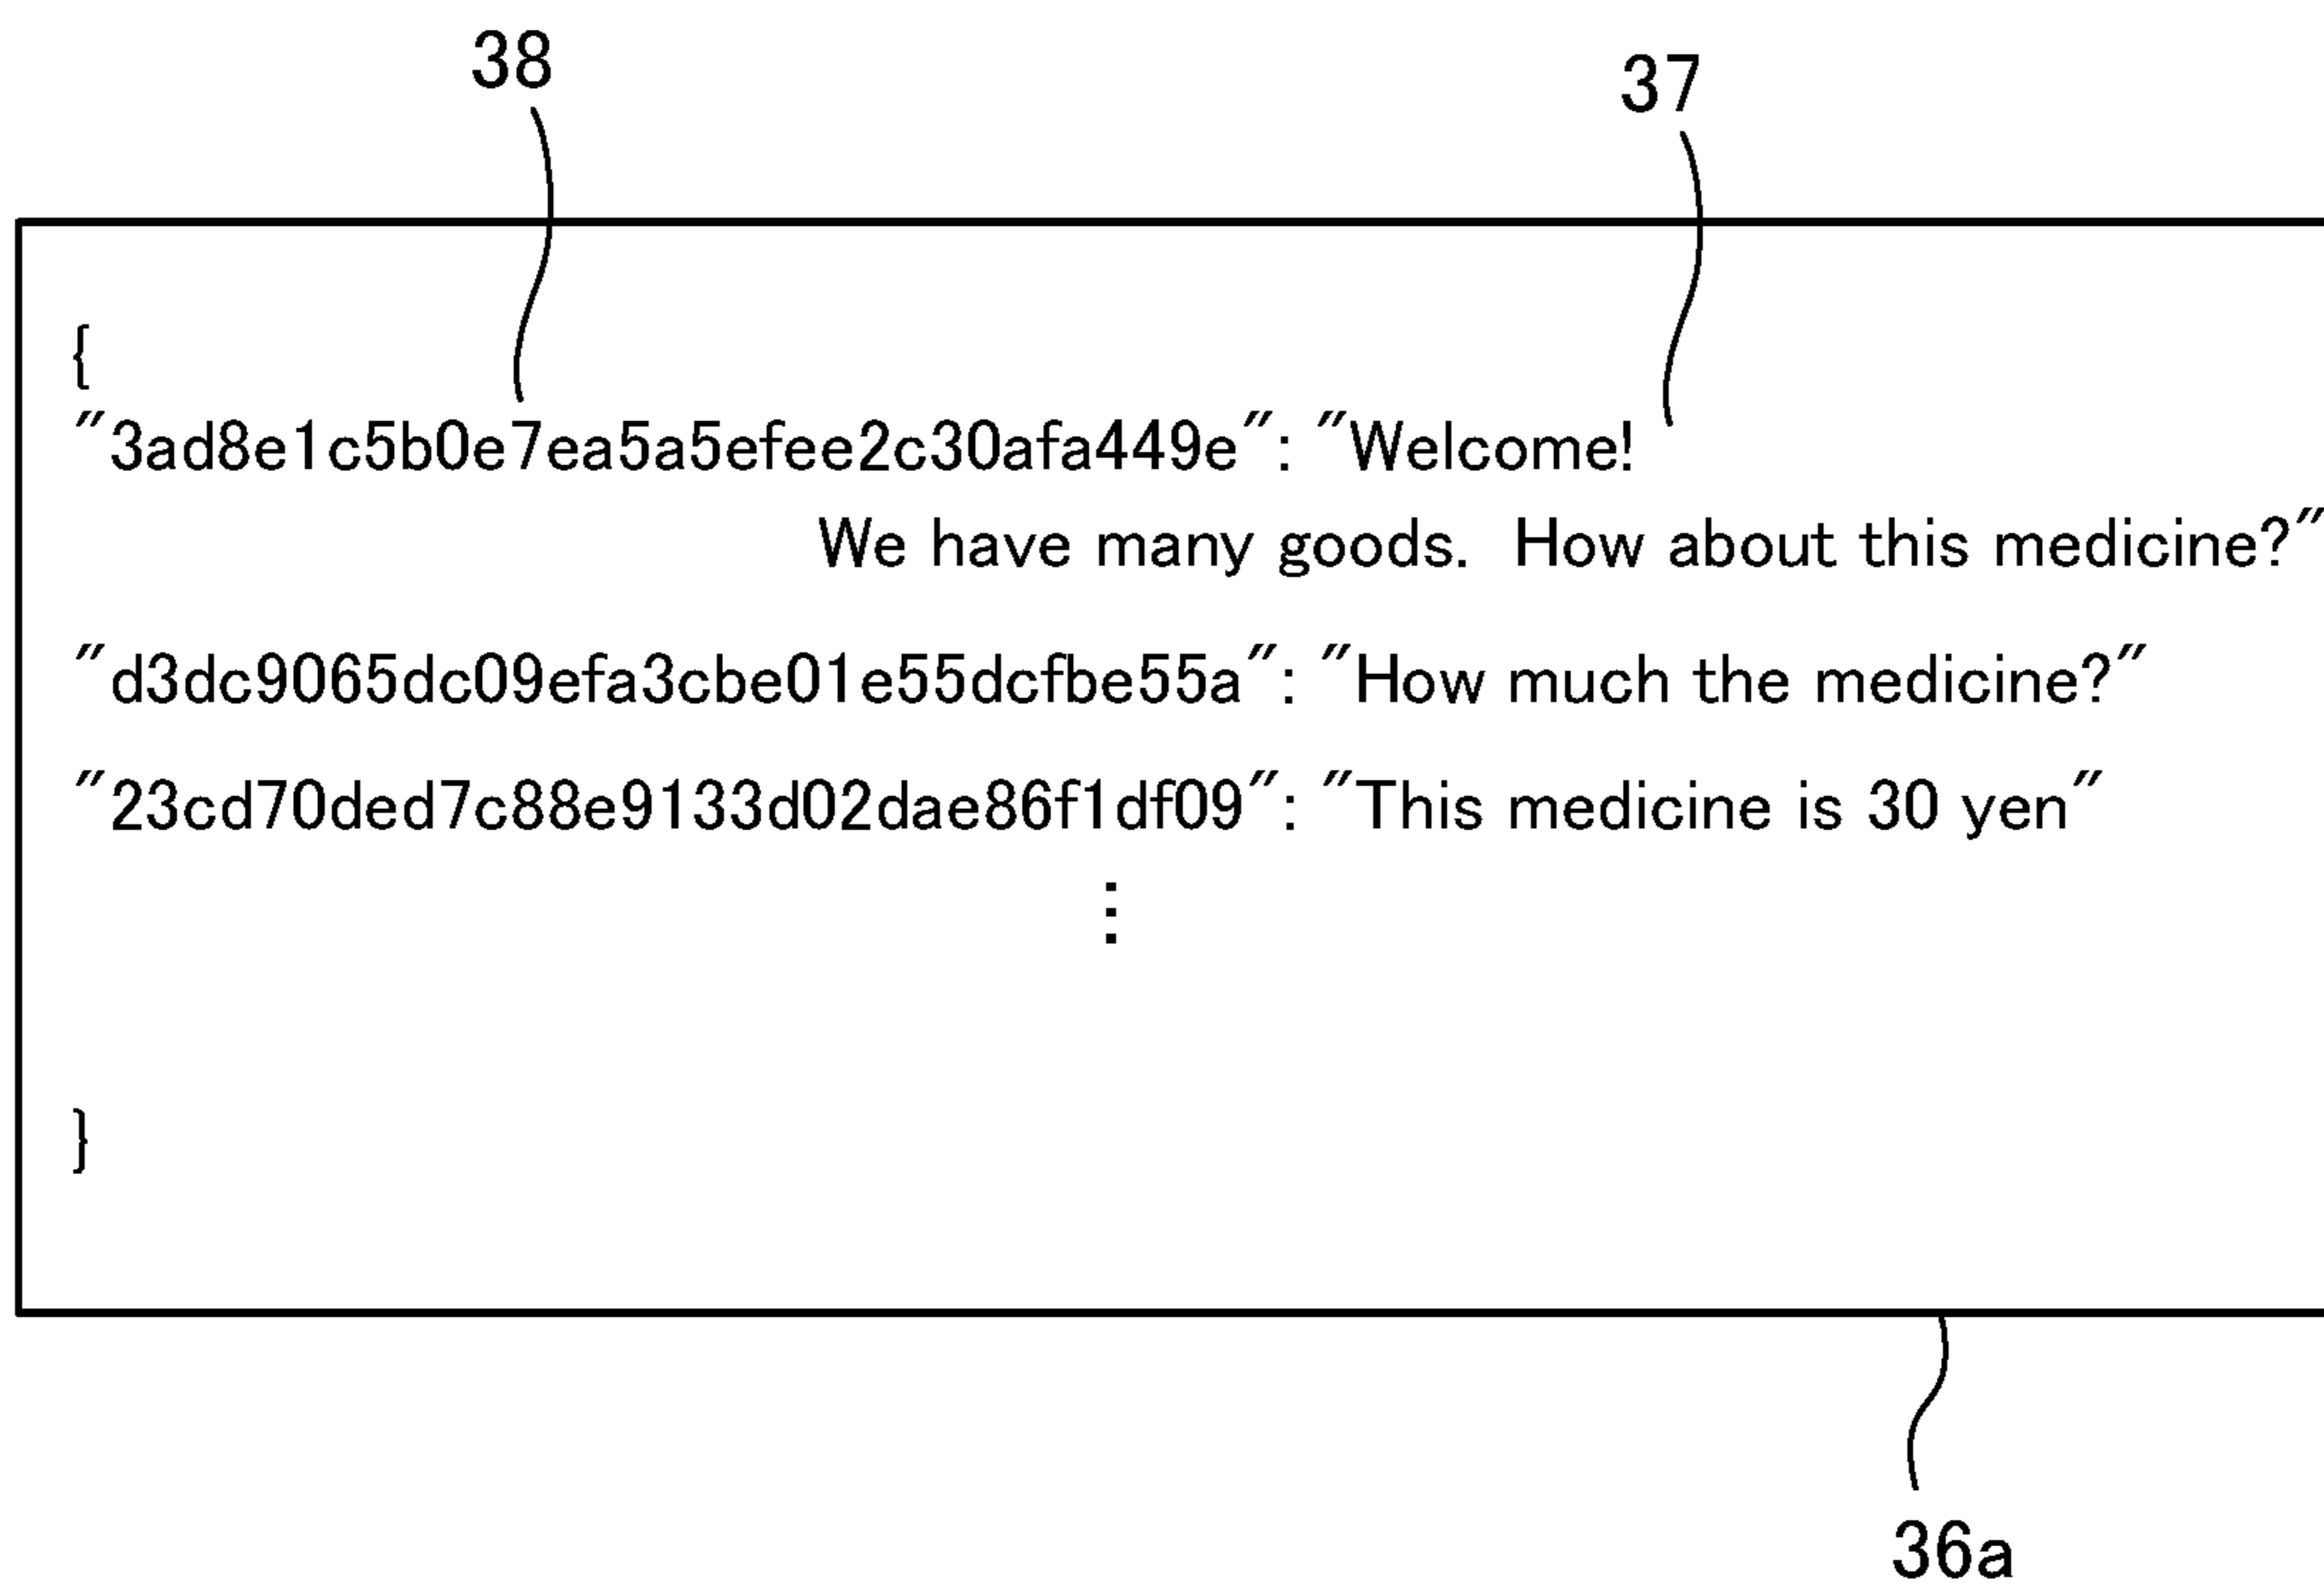 38
37
{
"3ad8e1c5b0e7ea5a5efee2c30afa449e": "Welcome!
We have many goods. How about this medicine?"
"d3dc9065dc09efa3cbe01e55dcfbe55a": "How much the medicine?"
"23cd70ded7c88e9133d02dae86f1df09": "This medicine is 30 yen"
⋮
}
36a